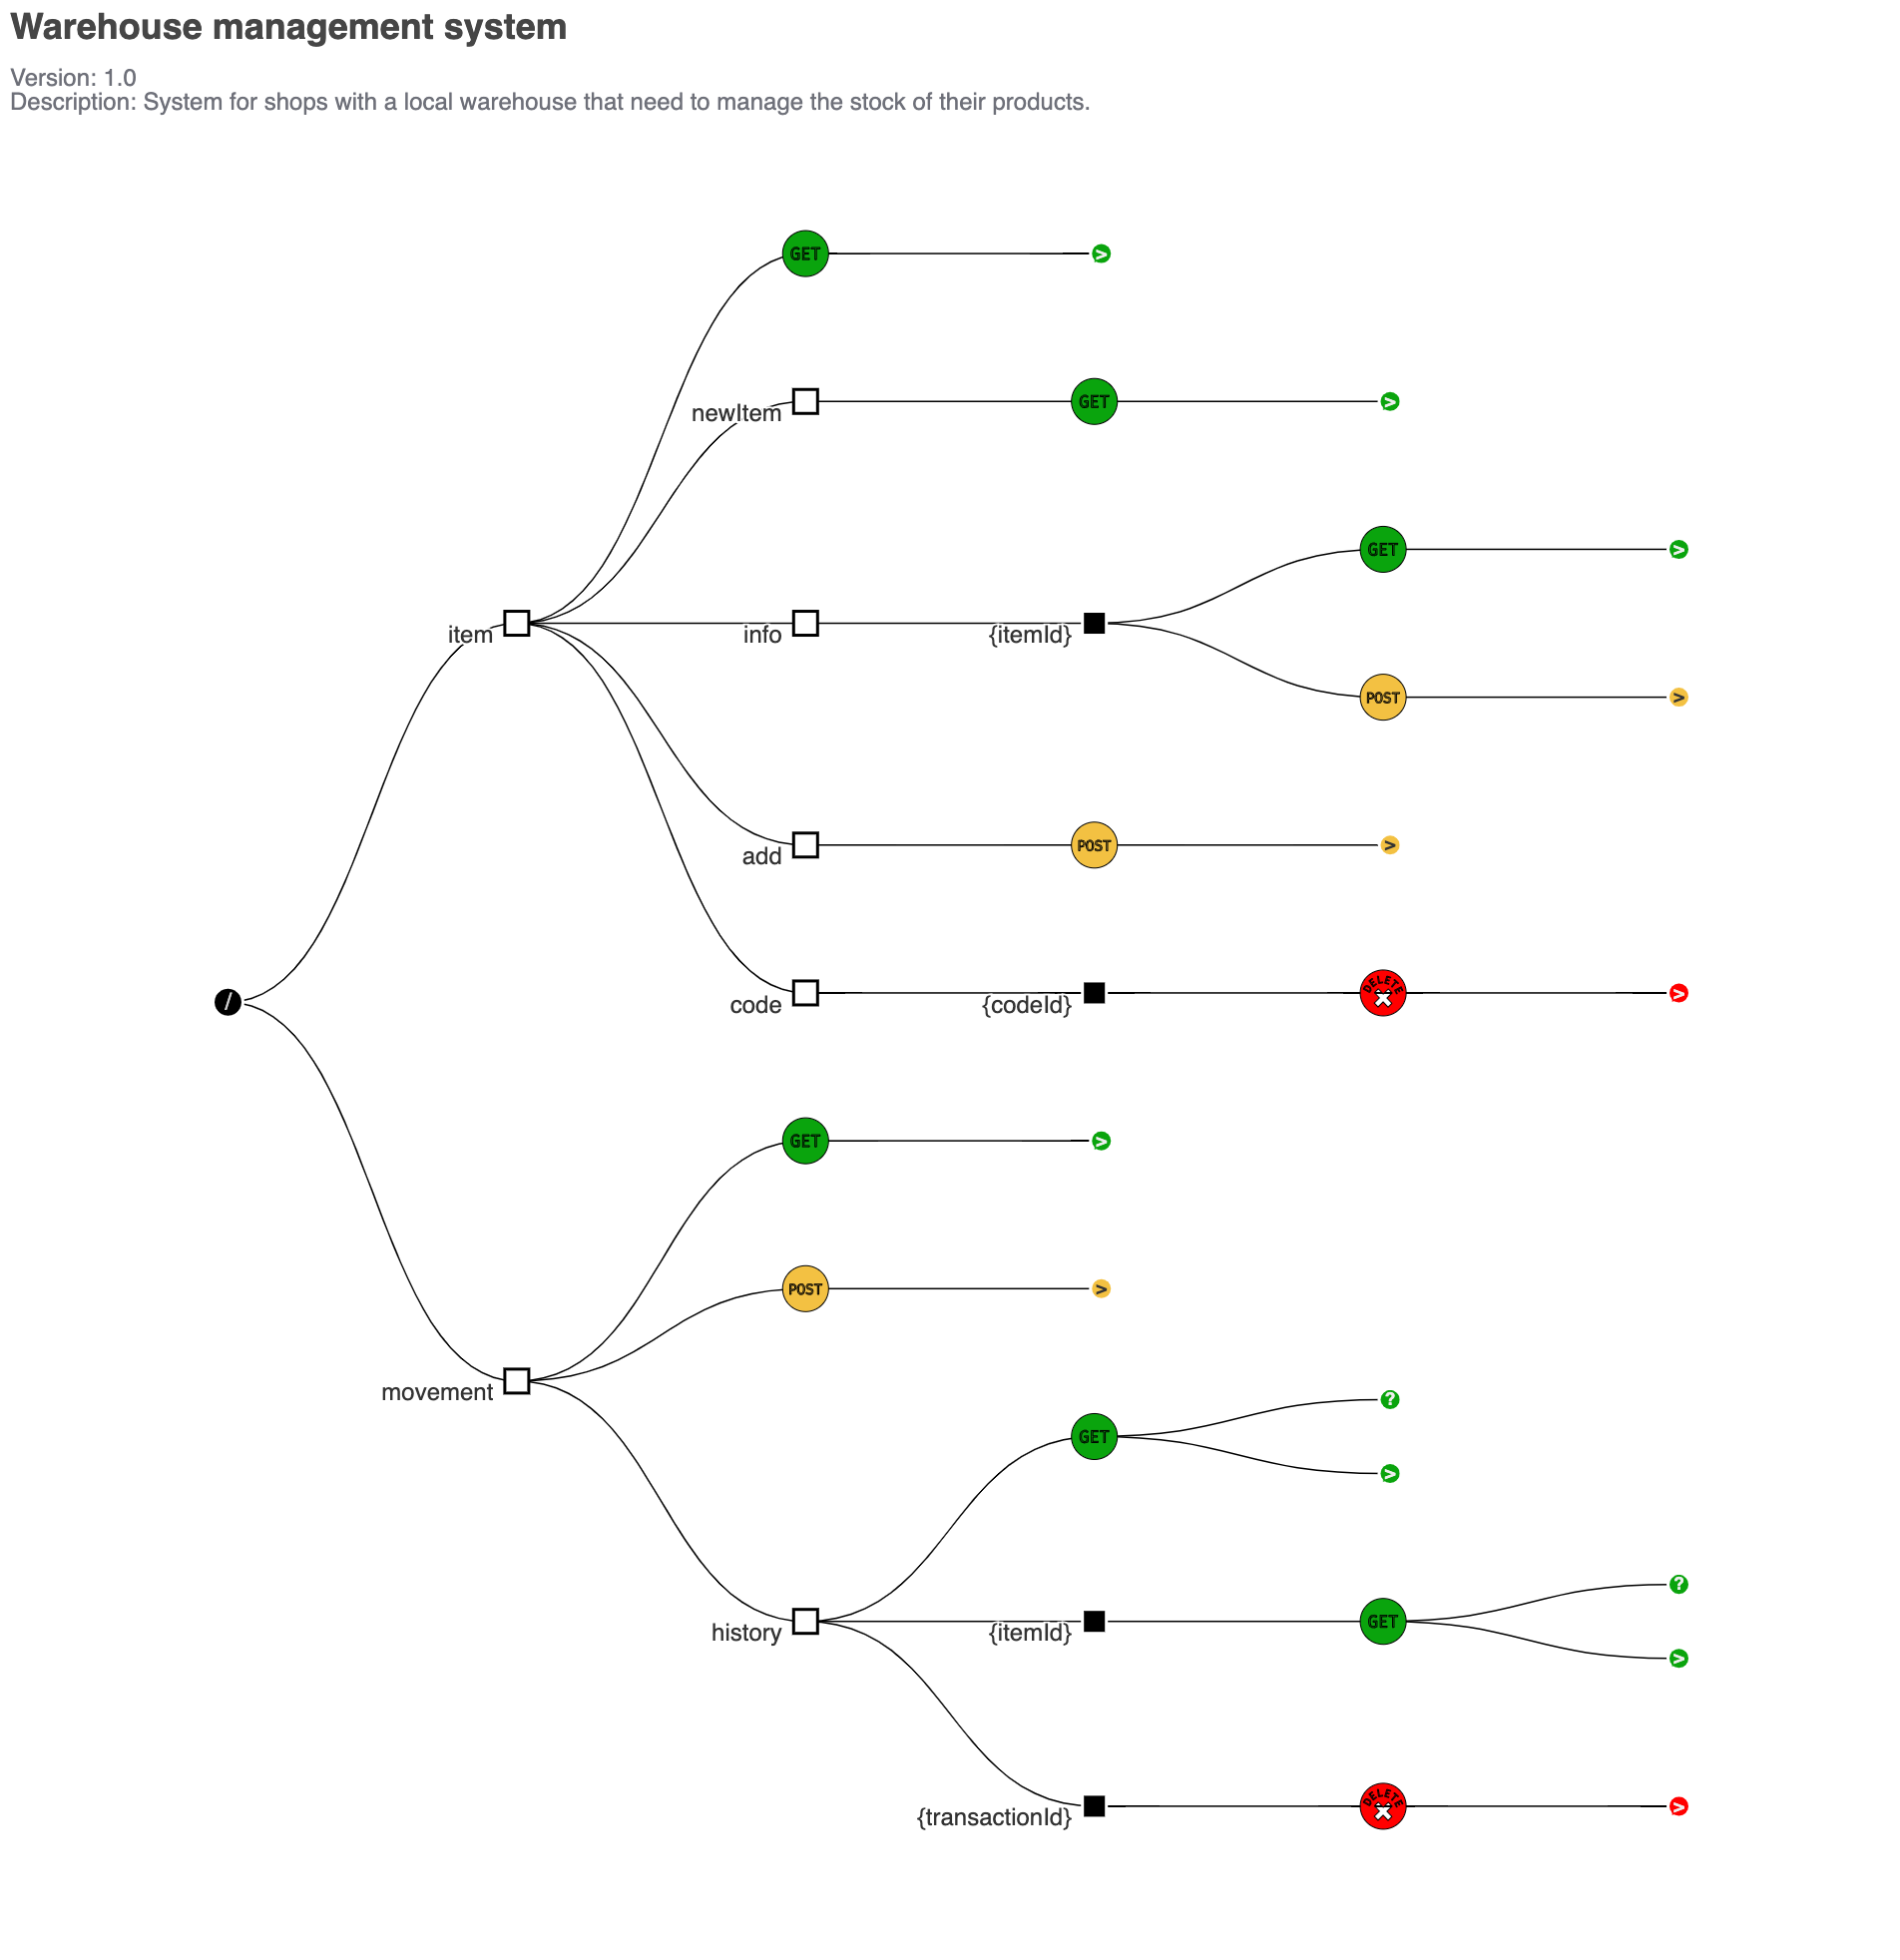 Warehouse management system
Version: 1.0
Description: System for shops with a local warehouse that need to manage the stock of their products.
GET >
newItem GET >
GET >
item info {itemId}
POST >
add POST >
code {codeId} DELETE >
/
GET >
POST >
movement
?
GET
>
?
history {itemId} GET
>
{transactionId} DELETE >